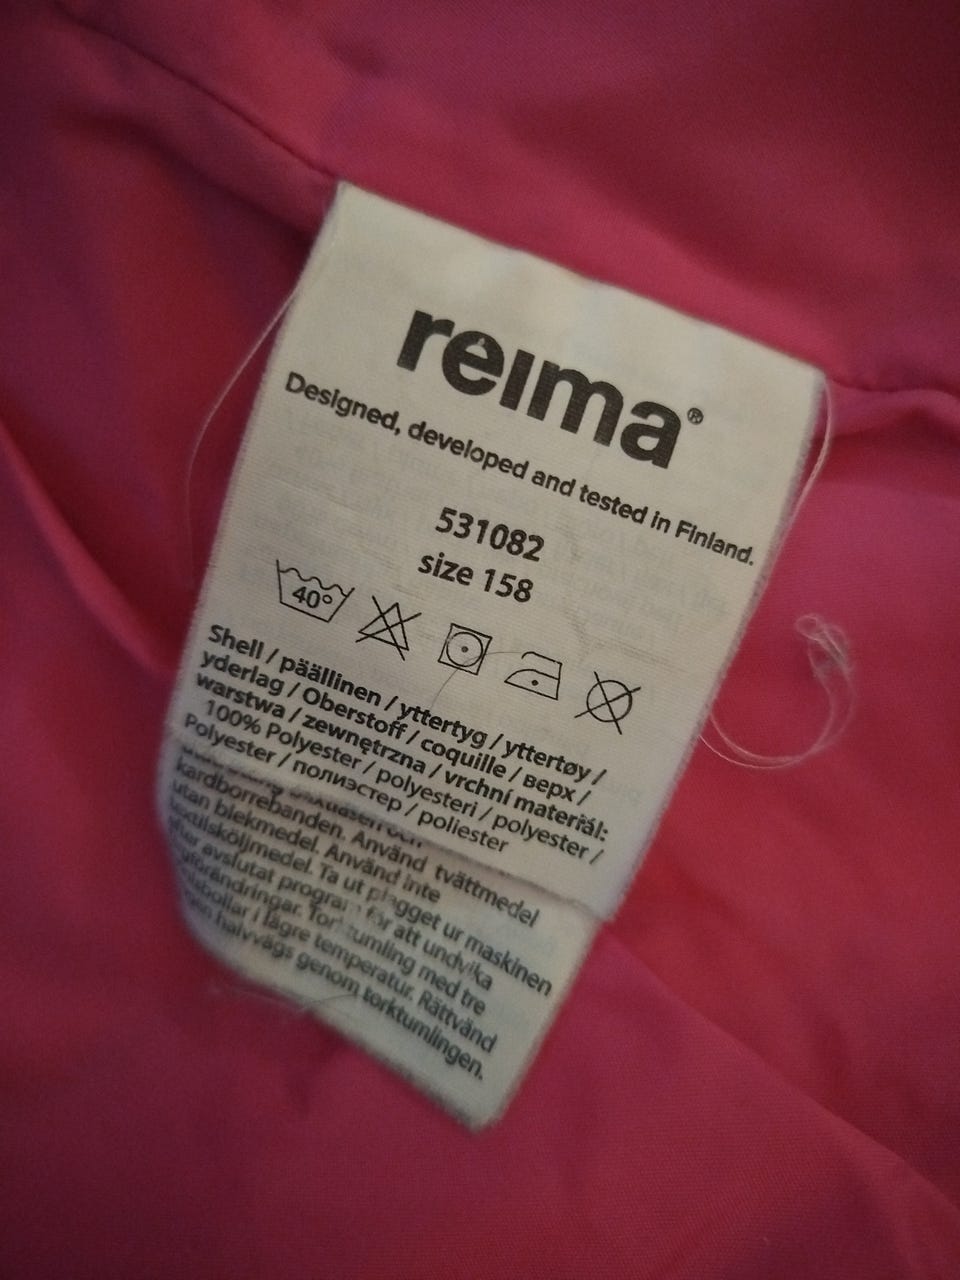 reima®
Designed, developed and tested in Finland.
531082
size 158
40°
Shell / päällinen / yttertyg / yttertøy /
yderlag / Oberstoff / coquille / верх /
warstwa / zewnętrzna / vrchní materiál:
100% Polyester / polyesteri / polyester /
Polyester / полиэстер / poliester
kardborrebanden. Använd tvättmedel
utan blekmedel. Använd inte
textilsköljmedel. Ta ut plagget ur maskinen
efter avslutat program för att undvika
färgförändringar. Torktumling med tre
tennisbollar i lägre temperatur. Rättvänd
halvvägs genom torktumlingen.